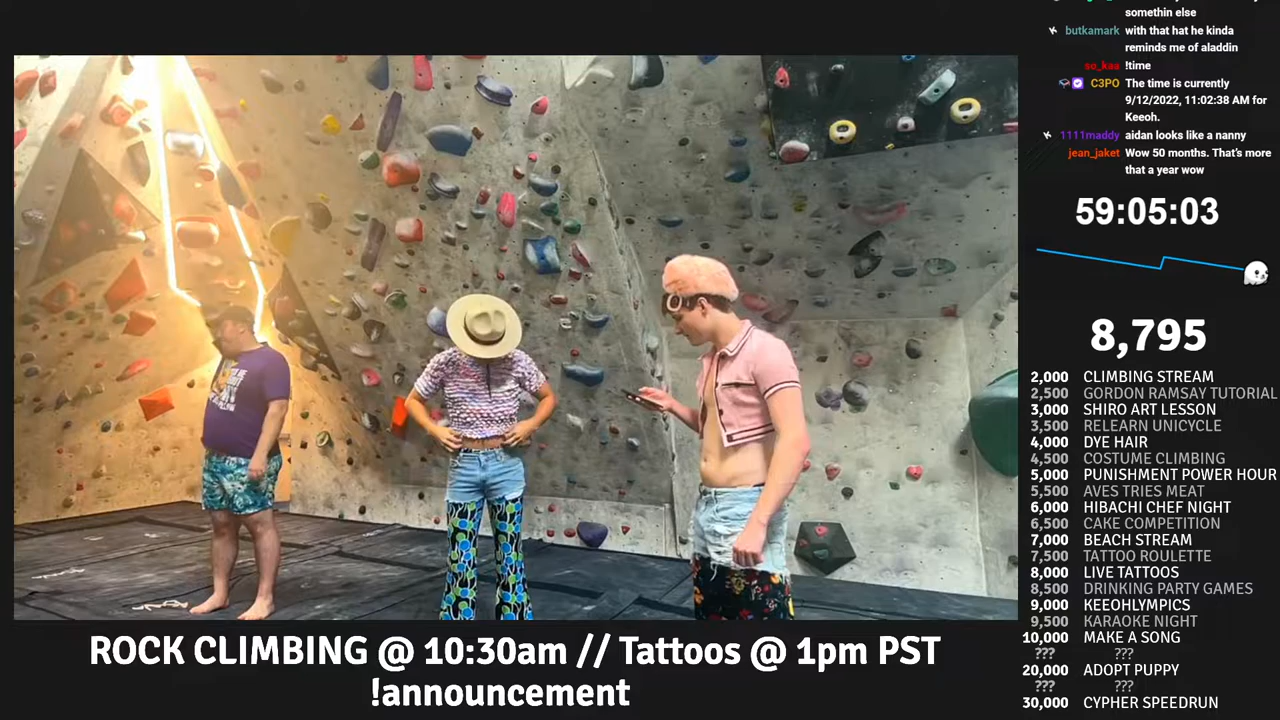 somethin else
butkamark with that hat he kinda
reminds me of aladdin
so_kau !time
C3PO The time is currently
9/12/2022, 11:02:38 AM for
Keeoh.
1111maddy aidan looks like a nanny
jean_jaket Wow 50 months. That's more
that a year wow
59:05:03
8,795
2,000 CLIMBING STREAM
2,500 GORDON RAMSAY TUTORIAL
3,000 SHIRO ART LESSON
3,500 RELEARN UNICYCLE
4,000 DYE HAIR
4,500 COSTUME CLIMBING
5,000 PUNISHMENT POWER HOUR
5,500 AVES TRIES MEAT
6,000 HIBACHI CHEF NIGHT
6,500 CAKE COMPETITION
7,000 BEACH STREAM
7,500 TATTOO ROULETTE
8,000 LIVE TATTOOS
8,500 DRINKING PARTY GAMES
9,000 KEEOHLYMPICS
9,500 KARAOKE NIGHT
10,000 MAKE A SONG
??? ???
20,000 ADOPT PUPPY
??? ???
30,000 CYPHER SPEEDRUN
ROCK CLIMBING @ 10:30am // Tattoos @ 1pm PST
!announcement